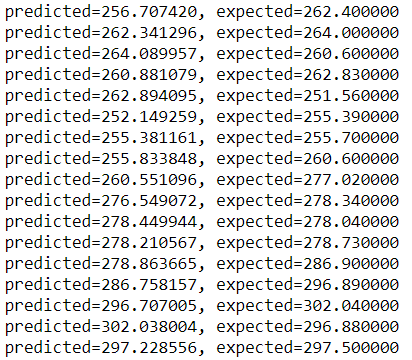 predicted=256.707420, expected=262.400000
predicted=262.341296, expected=264.000000
predicted=264.089957, expected=260.600000
predicted=260.881079, expected=262.830000
predicted=262.894095, expected=251.560000
predicted=252.149259, expected=255.390000
predicted=255.381161, expected=255.700000
predicted=255.833848, expected=260.600000
predicted=260.551096, expected=277.020000
predicted=276.549072, expected=278.340000
predicted=278.449944, expected=278.040000
predicted=278.210567, expected=278.730000
predicted=278.863665, expected=286.900000
predicted=286.758157, expected=296.890000
predicted=296.707005, expected=302.040000
predicted=302.038004, expected=296.880000
predicted=297.228556, expected=297.500000